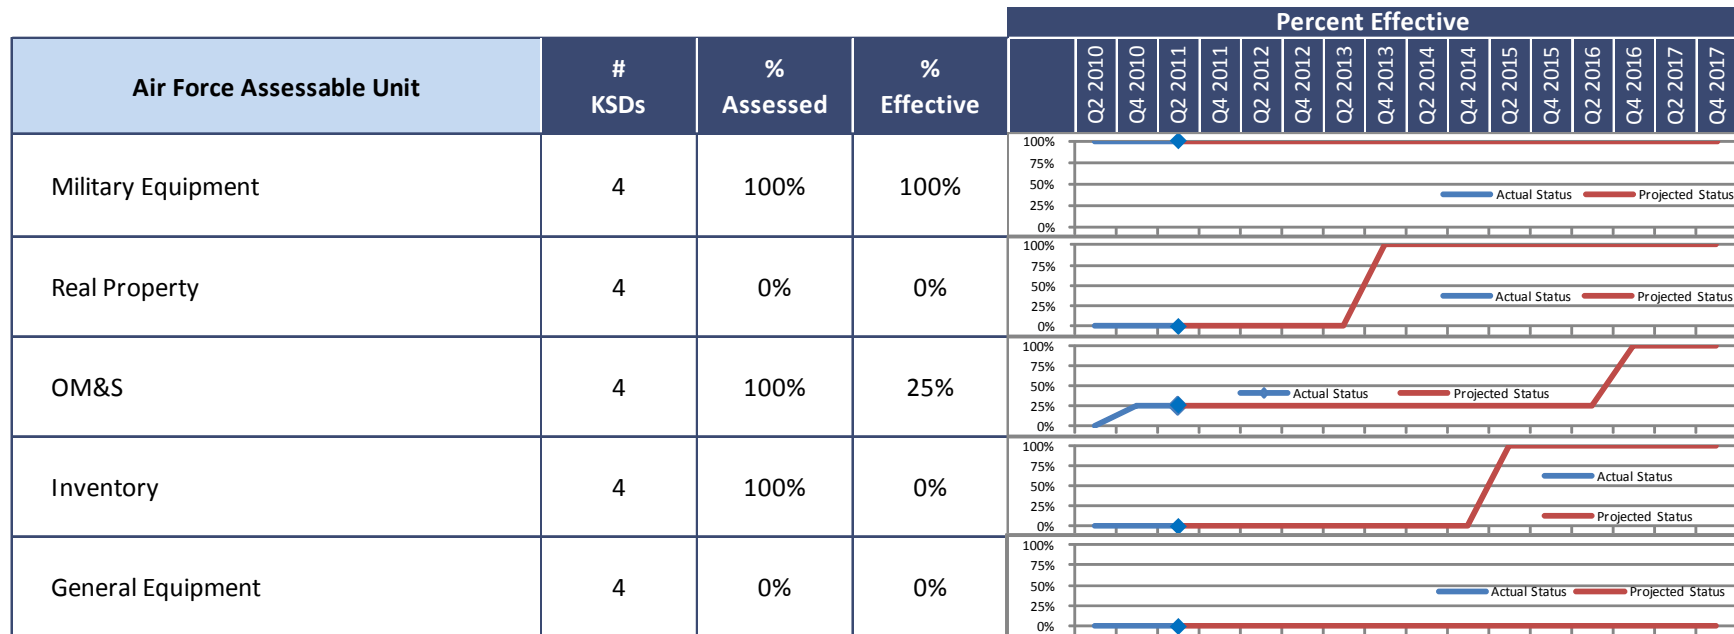 Percent Effective
Air Force Assessable Unit
#
KSDs
%
Assessed
%
Effective
Q2 2010
Q4 2010
Q2 2011
Q4 2011
Q2 2012
Q4 2012
Q2 2013
Q4 2013
Q2 2014
Q4 2014
Q2 2015
Q4 2015
Q2 2016
Q4 2016
Q2 2017
Q4 2017
Military Equipment
4
100%
100%
100%
75%
50%
25%
0%
Actual Status
Projected Status
Real Property
4
0%
0%
100%
75%
50%
25%
0%
Actual Status
Projected Status
OM&S
4
100%
25%
100%
75%
50%
25%
0%
Actual Status
Projected Status
Inventory
4
100%
0%
100%
75%
50%
25%
0%
Actual Status
Projected Status
General Equipment
4
0%
0%
100%
75%
50%
25%
0%
Actual Status
Projected Status